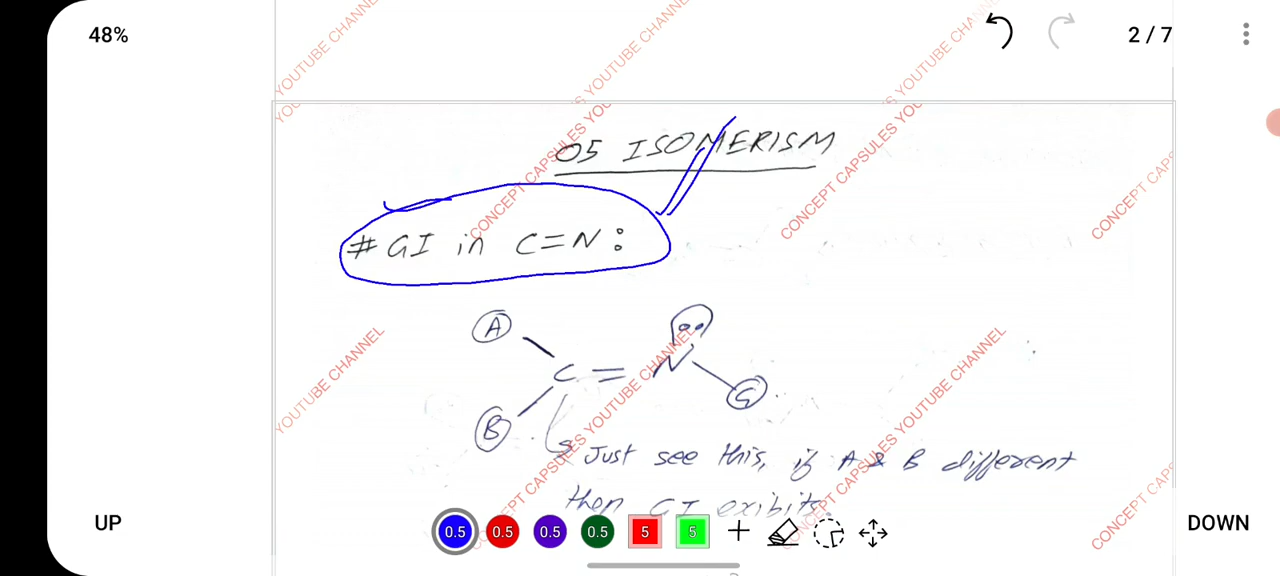 48%
2 / 7
05 ISOMERISM
# GI in C=N:
A
B
C = N
G
Just see this, if A & B different
then GI exibits.
UP
DOWN
0.5 0.5 0.5 0.5 5 5
CONCEPT CAPSULES YOUTUBE CHANNEL